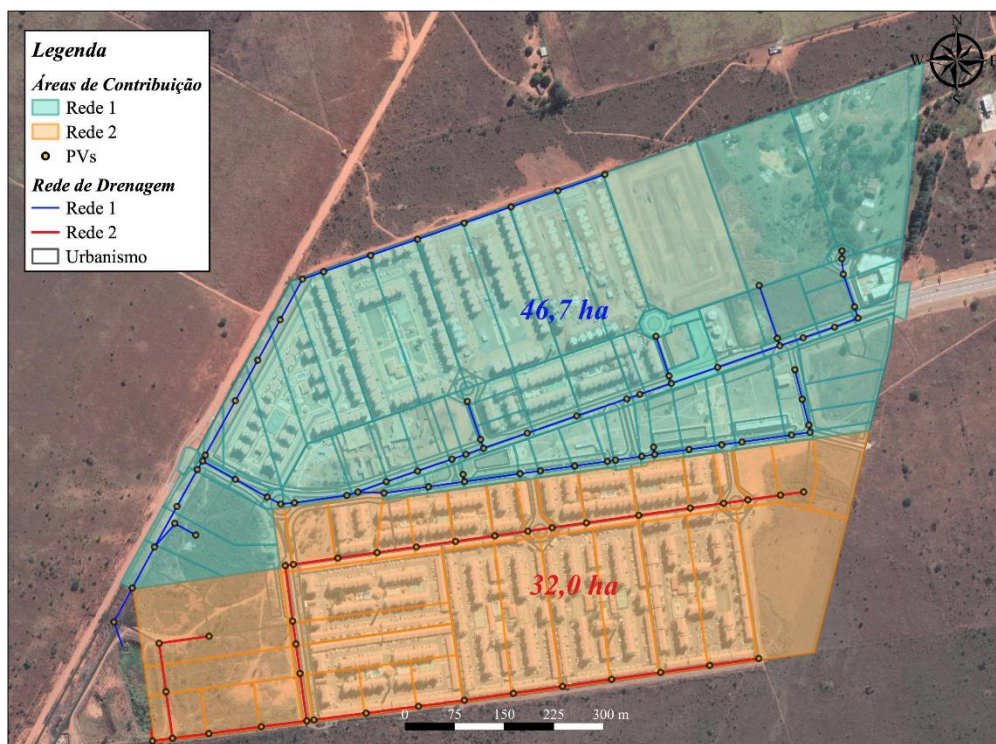 Legenda
Áreas de Contribuição
Rede 1
Rede 2
PVs
Rede de Drenagem
Rede 1
Rede 2
Urbanismo
N
W
S
46,7 ha
32,0 ha
0 75 150 225 300 m